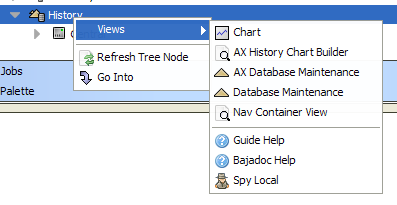 History
Views
Refresh Tree Node
Go Into
Jobs
Palette
Chart
AX History Chart Builder
AX Database Maintenance
Database Maintenance
Nav Container View
Guide Help
Bajadoc Help
Spy Local